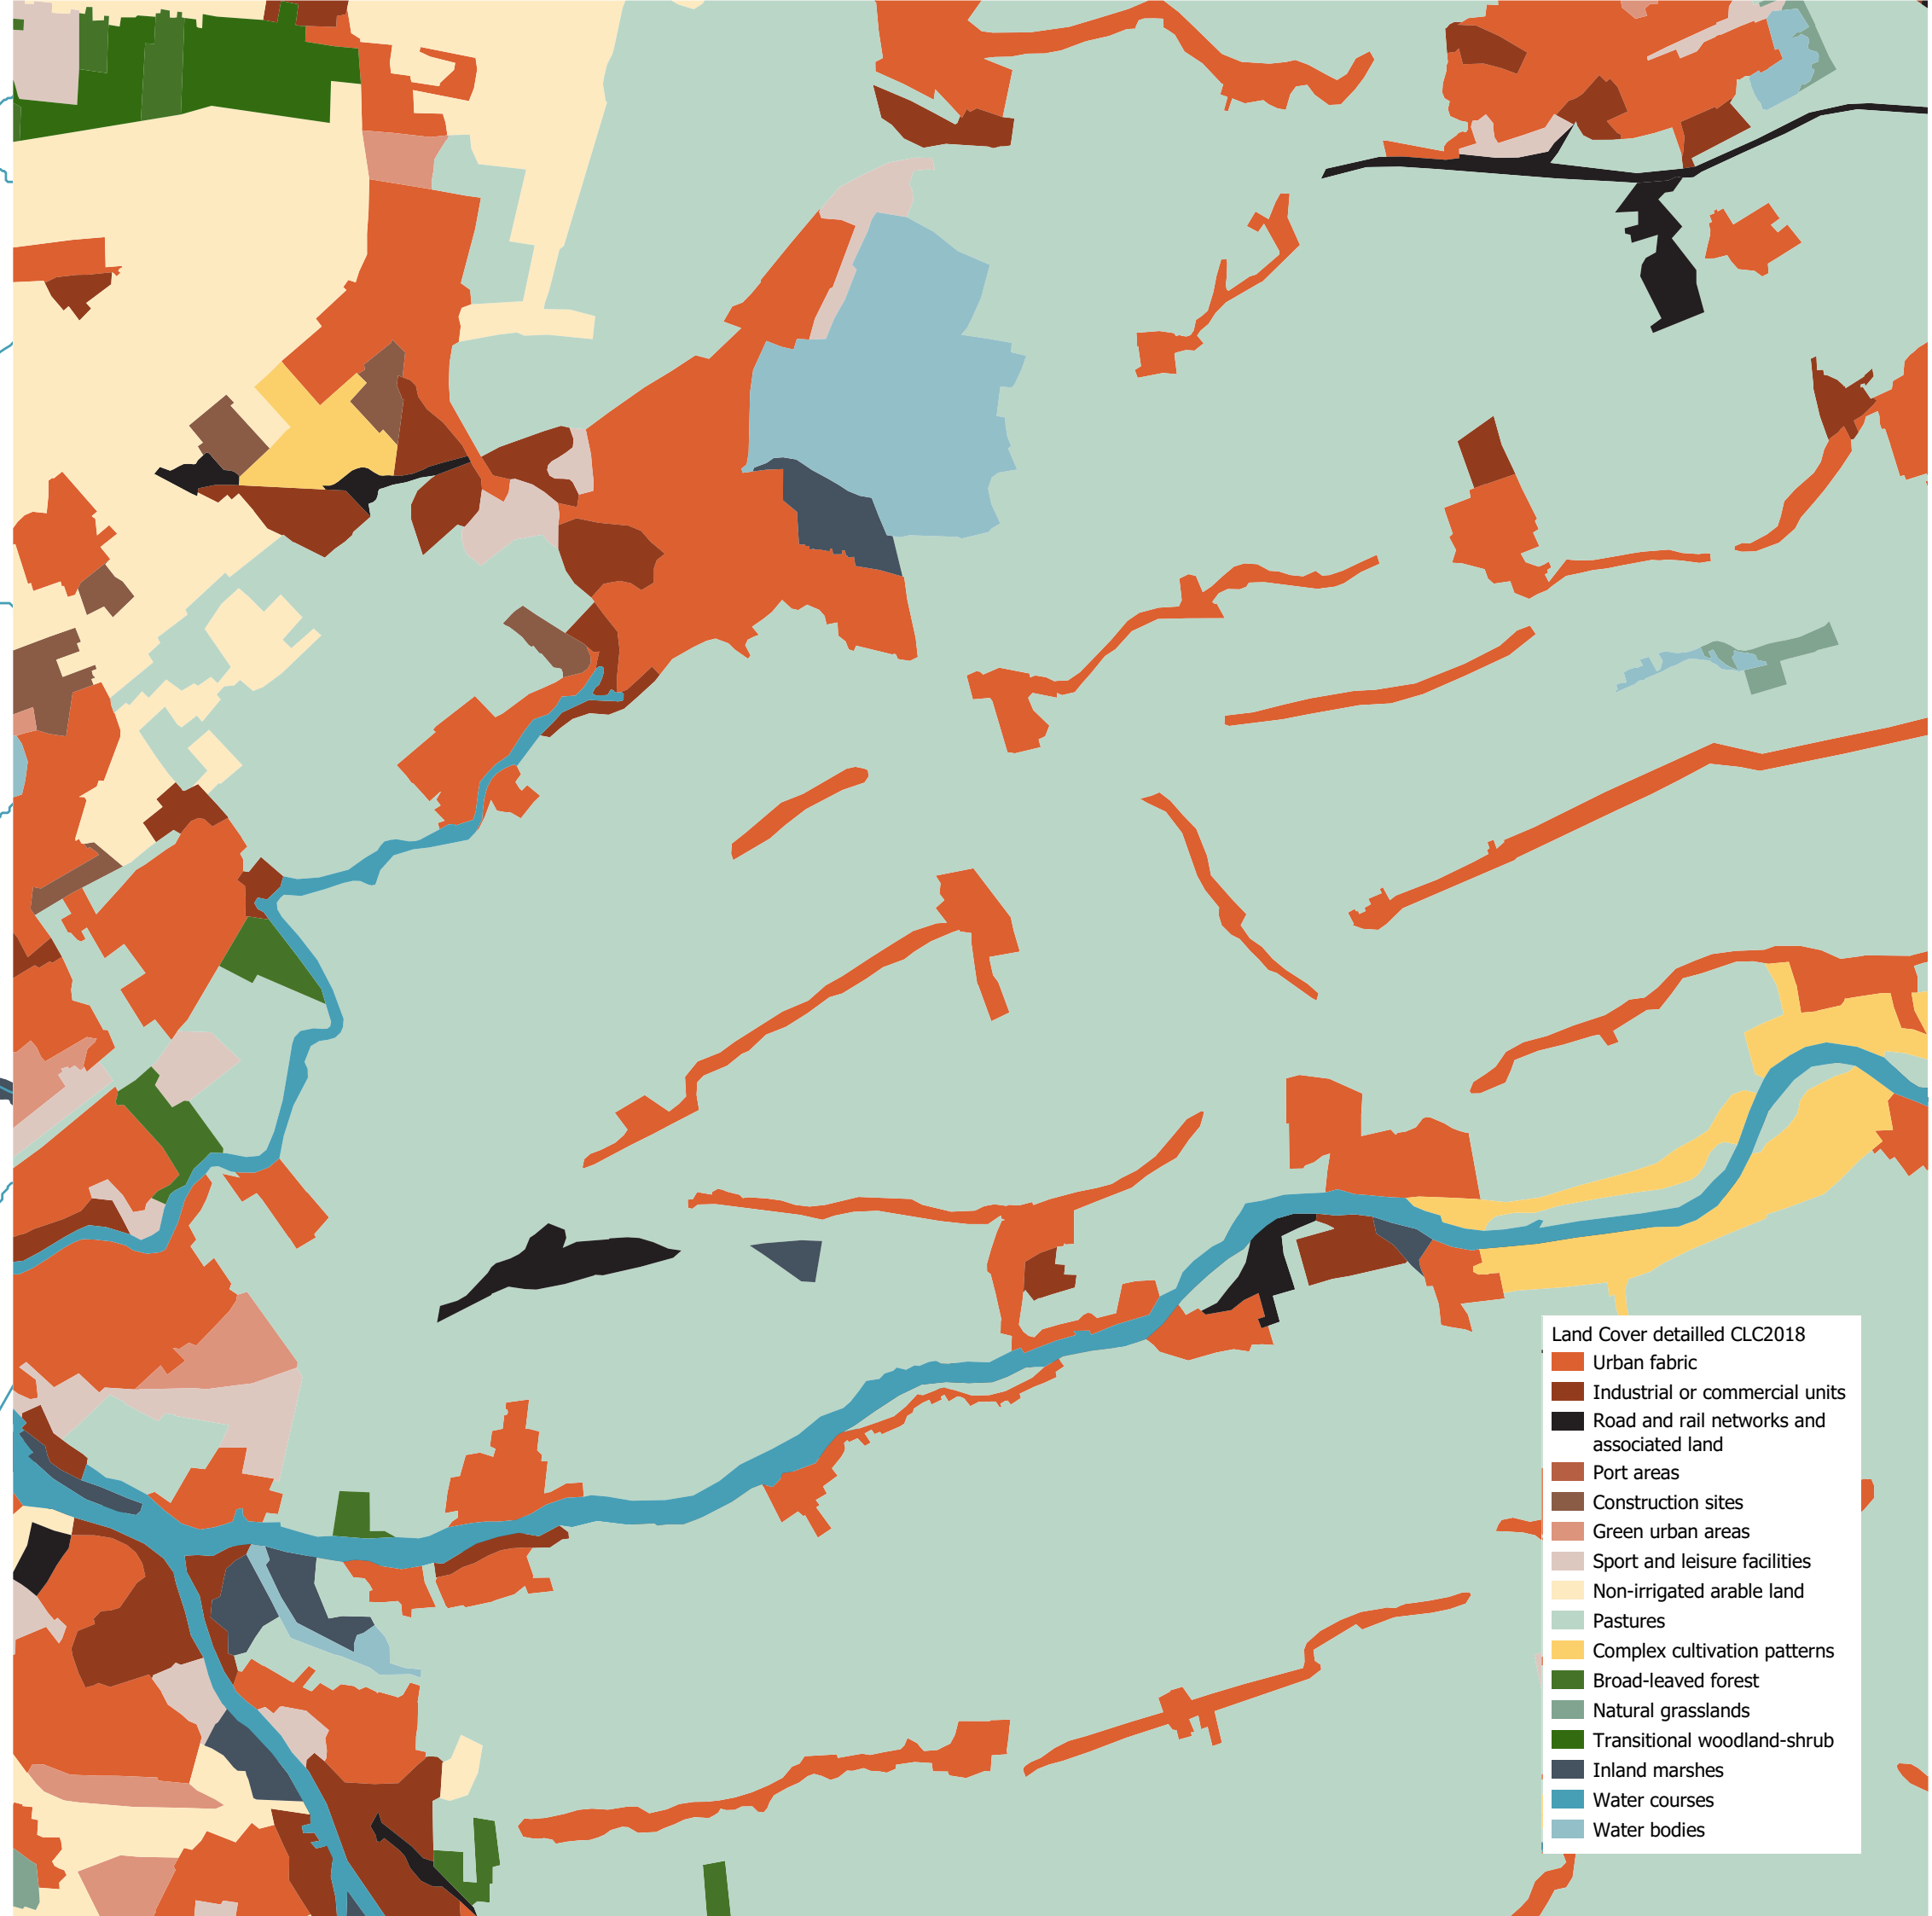 Land Cover detailled CLC2018
Urban fabric
Industrial or commercial units
Road and rail networks and
associated land
Port areas
Construction sites
Green urban areas
Sport and leisure facilities
Non-irrigated arable land
Pastures
Complex cultivation patterns
Broad-leaved forest
Natural grasslands
Transitional woodland-shrub
Inland marshes
Water courses
Water bodies